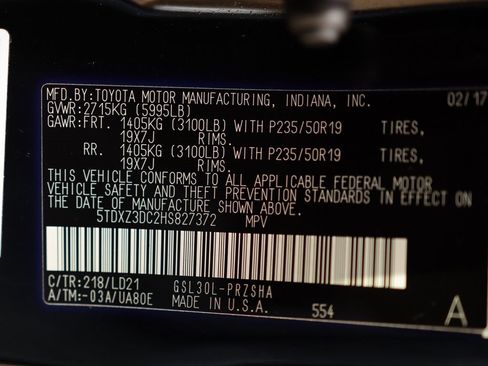 MFD.BY:TOYOTA MOTOR MANUFACTURING, INDIANA, INC. 02/17
GVWR:2715KG (5995LB)
GAWR:FRT. 1405KG (3100LB) WITH P235/50R19 TIRES,
19X7J RIMS.
RR. 1405KG (3100LB) WITH P235/50R19 TIRES,
19X7J RIMS.
THIS VEHICLE CONFORMS TO ALL APPLICABLE FEDERAL MOTOR
VEHICLE SAFETY AND THEFT PREVENTION STANDARDS IN EFFECT ON
THE DATE OF MANUFACTURE SHOWN ABOVE.
5TDXZ3DC2HS827372 MPV
C/TR:218/LD21 GSL30L-PRZSHA
A/TM:-03A/UA80E MADE IN U.S.A. 554 A